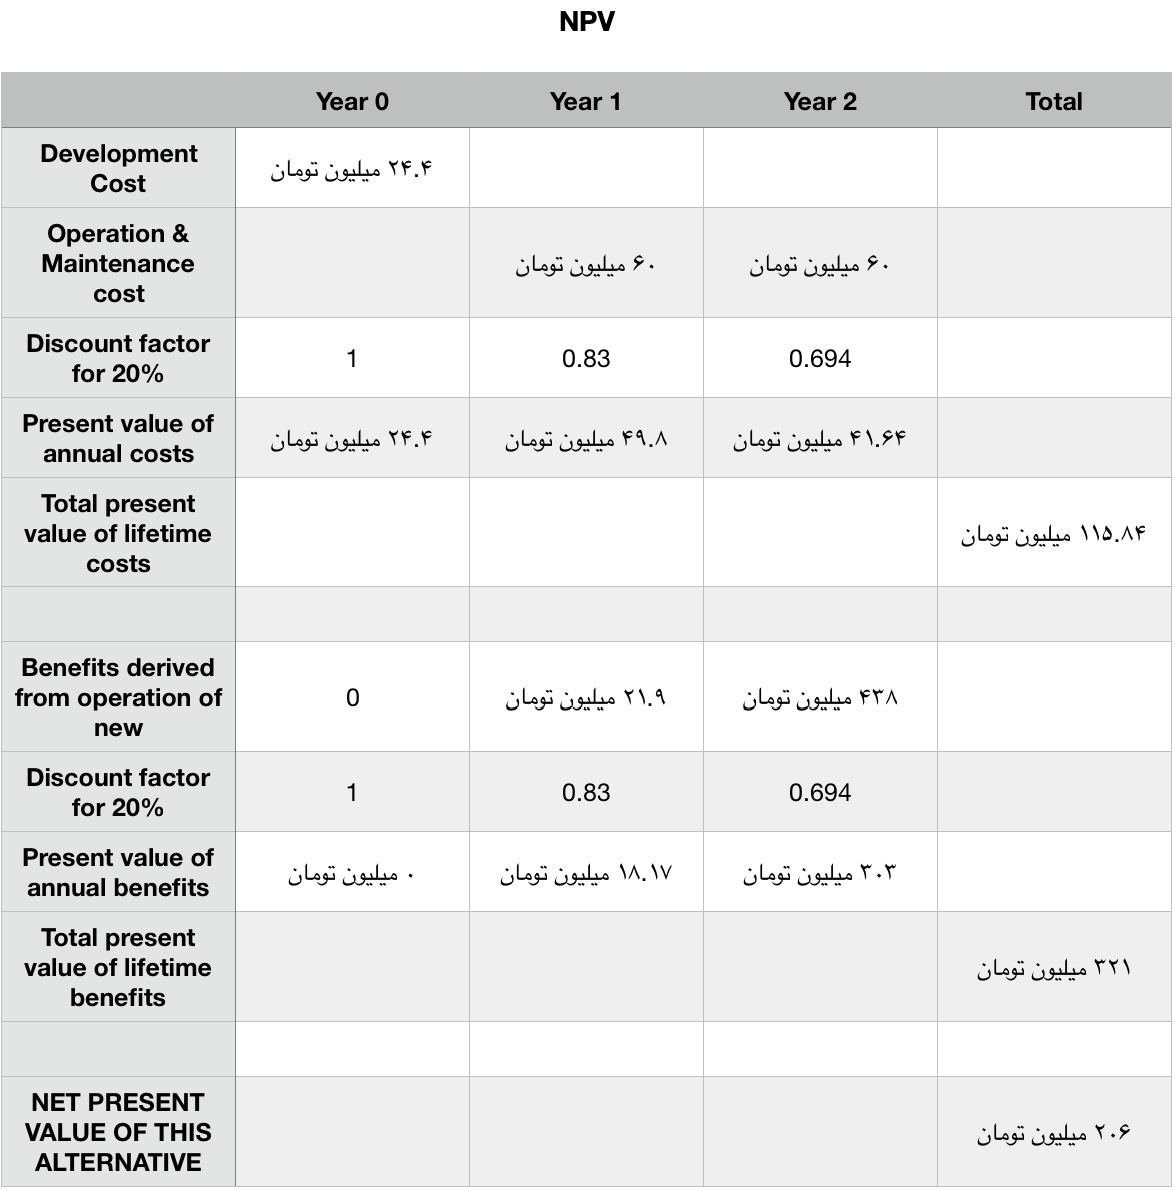 NPV
Year 0 Year 1 Year 2 Total
Development
Cost
۲۴.۴ میلیون تومان
Operation &
Maintenance
cost
۶۰ میلیون تومان
۶۰ میلیون تومان
Discount factor
for 20%
1 0.83 0.694
Present value of
annual costs
۲۴.۴ میلیون تومان
۴۹.۸ میلیون تومان
۴۱.۶۴ میلیون تومان
Total present
value of lifetime
costs
۱۱۵.۸۴ میلیون تومان
Benefits derived
from operation of
new
0
۲۱.۹ میلیون تومان
۴۳۸ میلیون تومان
Discount factor
for 20%
1 0.83 0.694
Present value of
annual benefits
۰ میلیون تومان
۱۸.۱۷ میلیون تومان
۳۰۳ میلیون تومان
Total present
value of lifetime
benefits
۳۲۱ میلیون تومان
NET PRESENT
VALUE OF THIS
ALTERNATIVE
۲۰۶ میلیون تومان